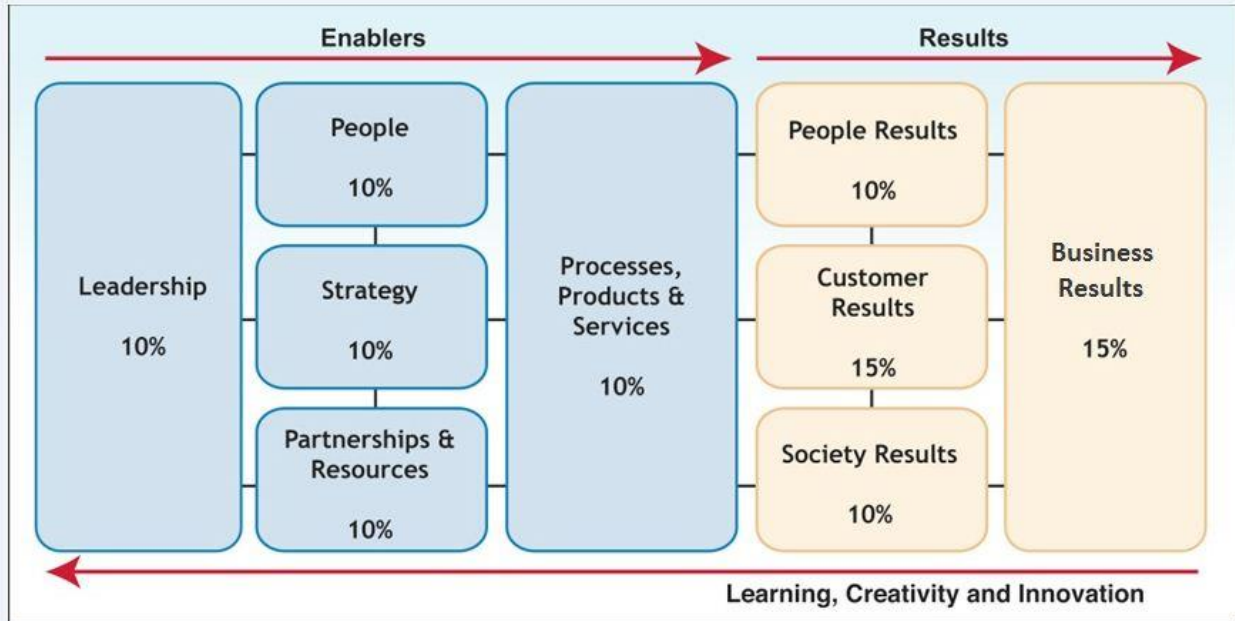 Enablers
Results
Leadership
10%
People
10%
Strategy
10%
Partnerships &
Resources
10%
Processes,
Products &
Services
10%
People Results
10%
Customer
Results
15%
Society Results
10%
Business
Results
15%
Learning, Creativity and Innovation